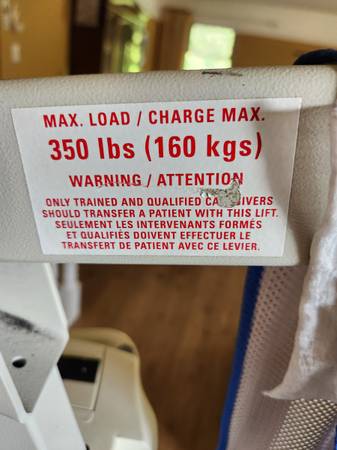 MAX. LOAD / CHARGE MAX.
350 lbs (160 kgs)
WARNING / ATTENTION
ONLY TRAINED AND QUALIFIED CAREGIVERS
SHOULD TRANSFER A PATIENT WITH THIS LIFT.
SEULEMENT LES INTERVENANTS FORMÉS
ET QUALIFIÉS DOIVENT EFFECTUER LE
TRANSFERT DE PATIENT AVEC CE LEVIER.